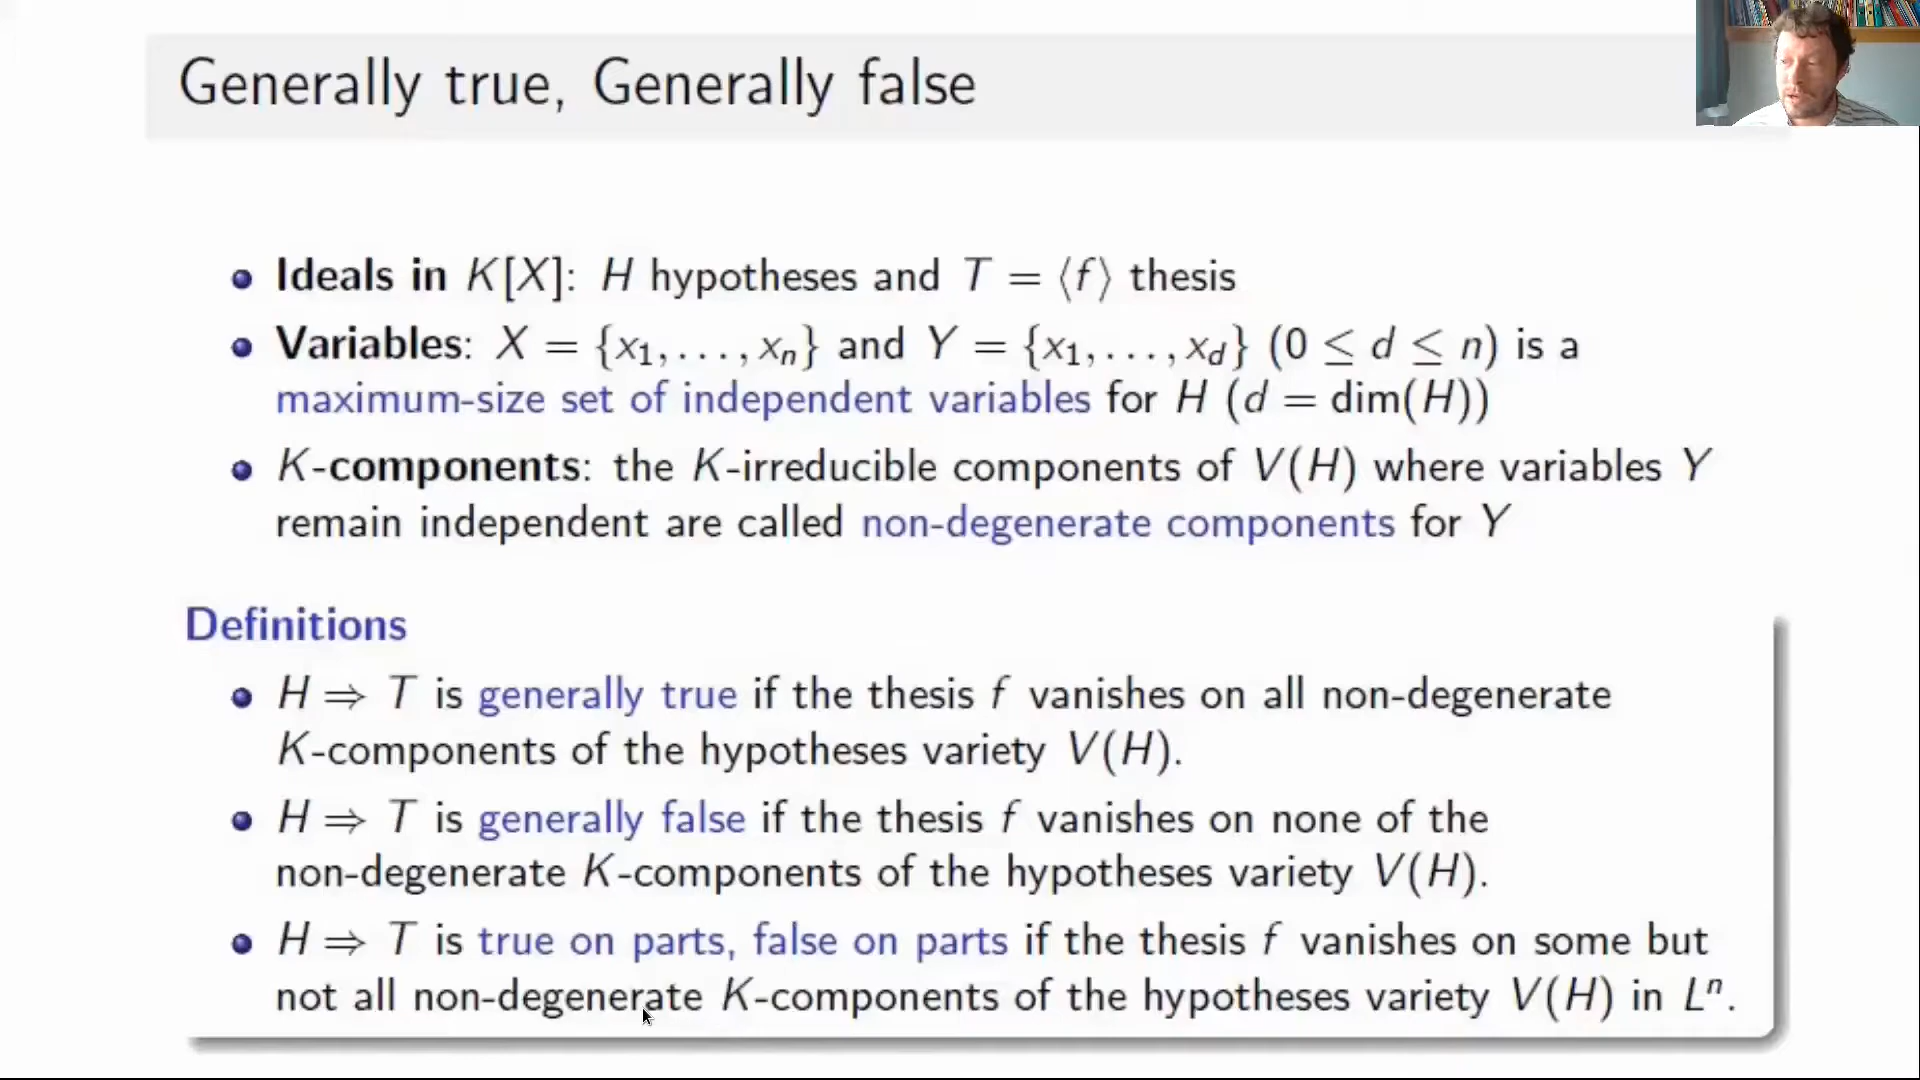 Generally true, Generally false
Ideals in K[X]: H hypotheses and T = ⟨f⟩ thesis
Variables: X = {x₁, . . . , xₙ} and Y = {x₁, . . . , x_d} (0 ≤ d ≤ n) is a
maximum-size set of independent variables for H (d = dim(H))
K-components: the K-irreducible components of V(H) where variables Y
remain independent are called non-degenerate components for Y
Definitions
H ⇒ T is generally true if the thesis f vanishes on all non-degenerate
K-components of the hypotheses variety V(H).
H ⇒ T is generally false if the thesis f vanishes on none of the
non-degenerate K-components of the hypotheses variety V(H).
H ⇒ T is true on parts, false on parts if the thesis f vanishes on some but
not all non-degenerate K-components of the hypotheses variety V(H) in Lⁿ.